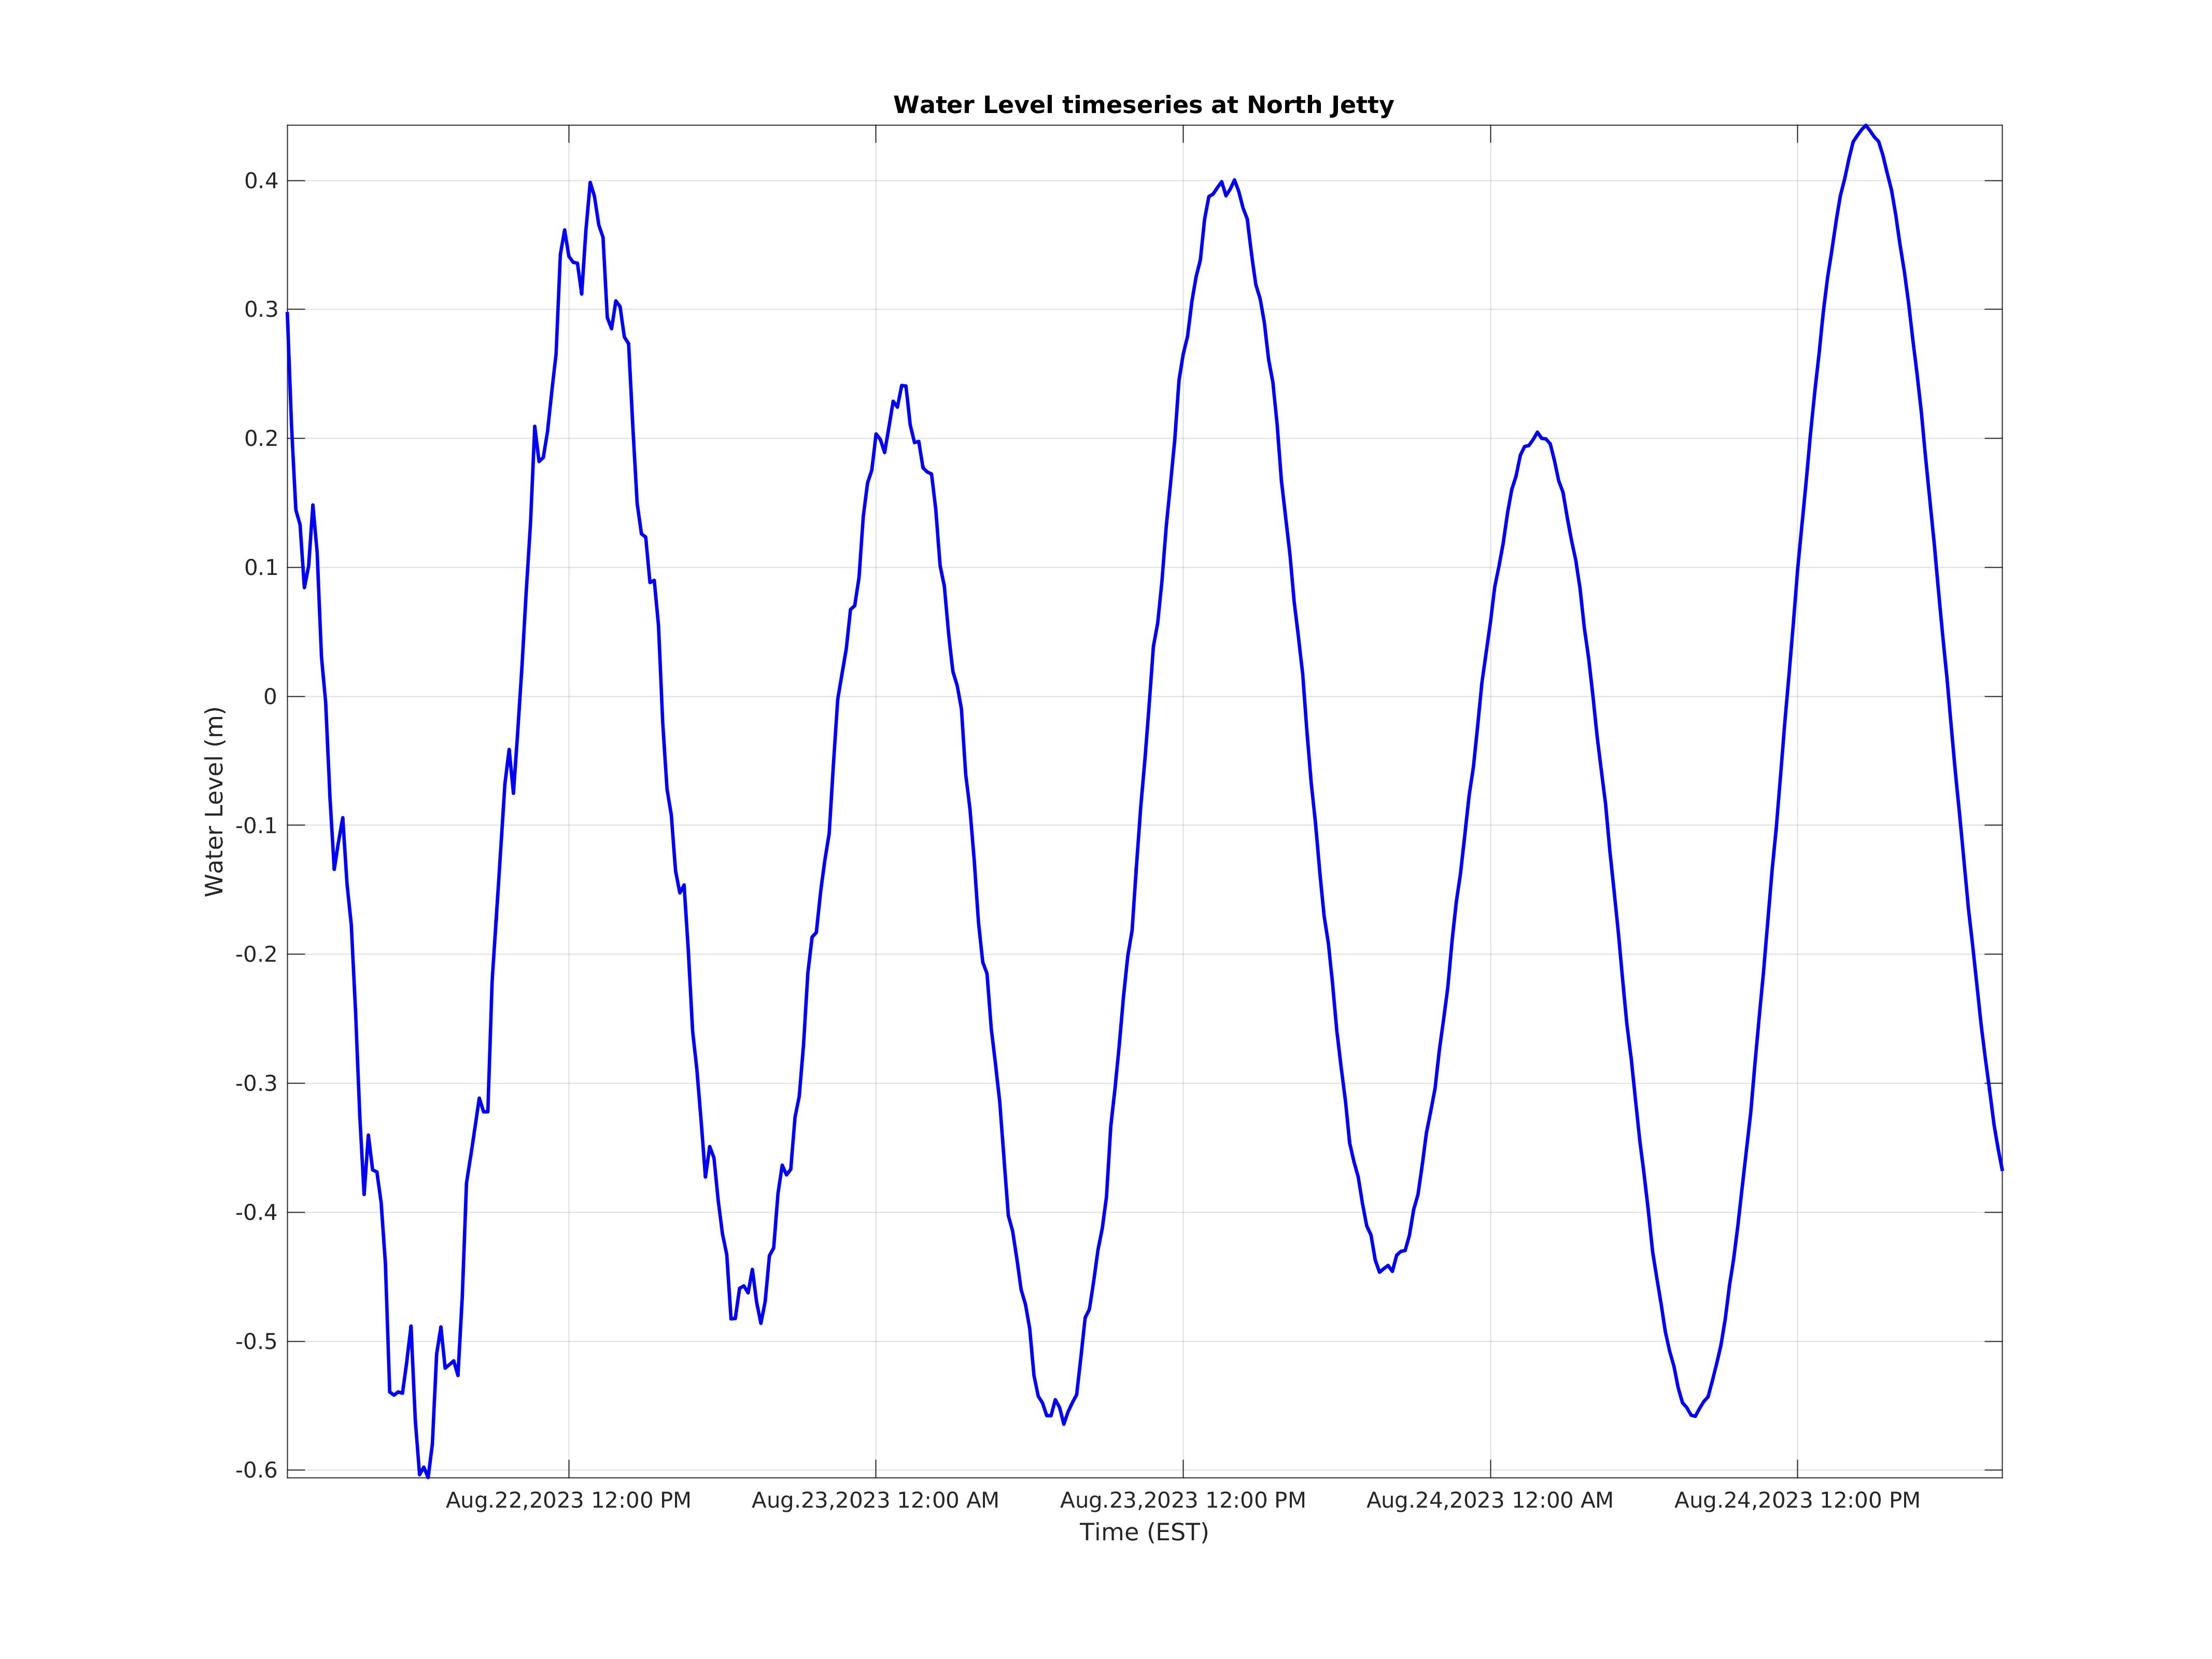 Water Level timeseries at North Jetty
0.4
0.3
0.2
0.1
0
-0.1
-0.2
-0.3
-0.4
-0.5
-0.6
Water Level (m)
Aug.22,2023 12:00 PM
Aug.23,2023 12:00 AM
Aug.23,2023 12:00 PM
Aug.24,2023 12:00 AM
Aug.24,2023 12:00 PM
Time (EST)